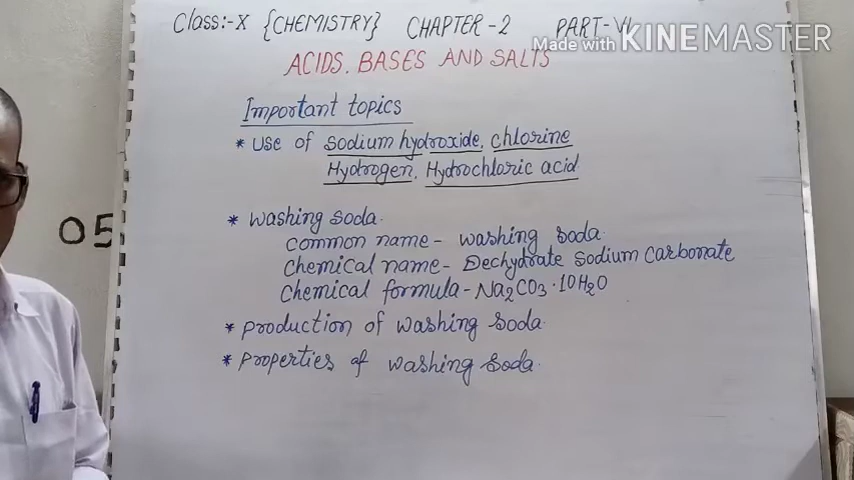 Class:-X {CHEMISTRY} CHAPTER-2 PART-VI
Made with KINEMASTER
ACIDS, BASES AND SALTS
Important topics
* Use of Sodium hydroxide, chlorine
Hydrogen, Hydrochloric acid
05
* Washing Soda.
Common name - Washing Soda.
Chemical name - Dechydrate Sodium Carbonate
Chemical formula - Na2CO3·10H2O
* Production of Washing Soda.
* Properties of Washing Soda.